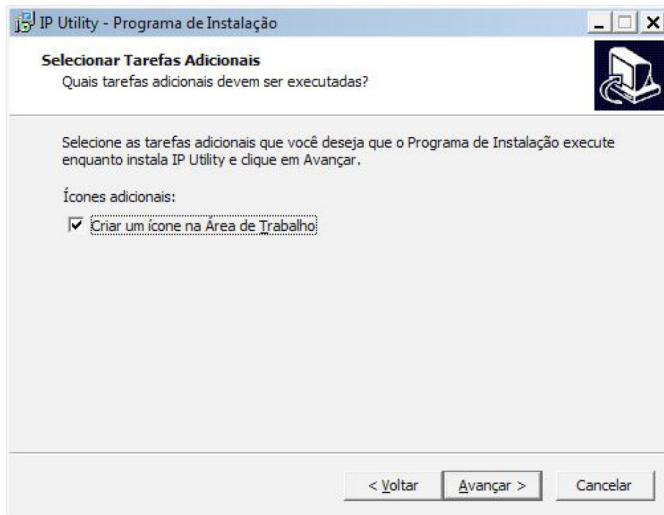 IP Utility - Programa de Instalação
Selecionar Tarefas Adicionais
Quais tarefas adicionais devem ser executadas?
Selecione as tarefas adicionais que você deseja que o Programa de Instalação execute
enquanto instala IP Utility e clique em Avançar.
Ícones adicionais:
Criar um ícone na Área de Trabalho
< Voltar Avançar > Cancelar